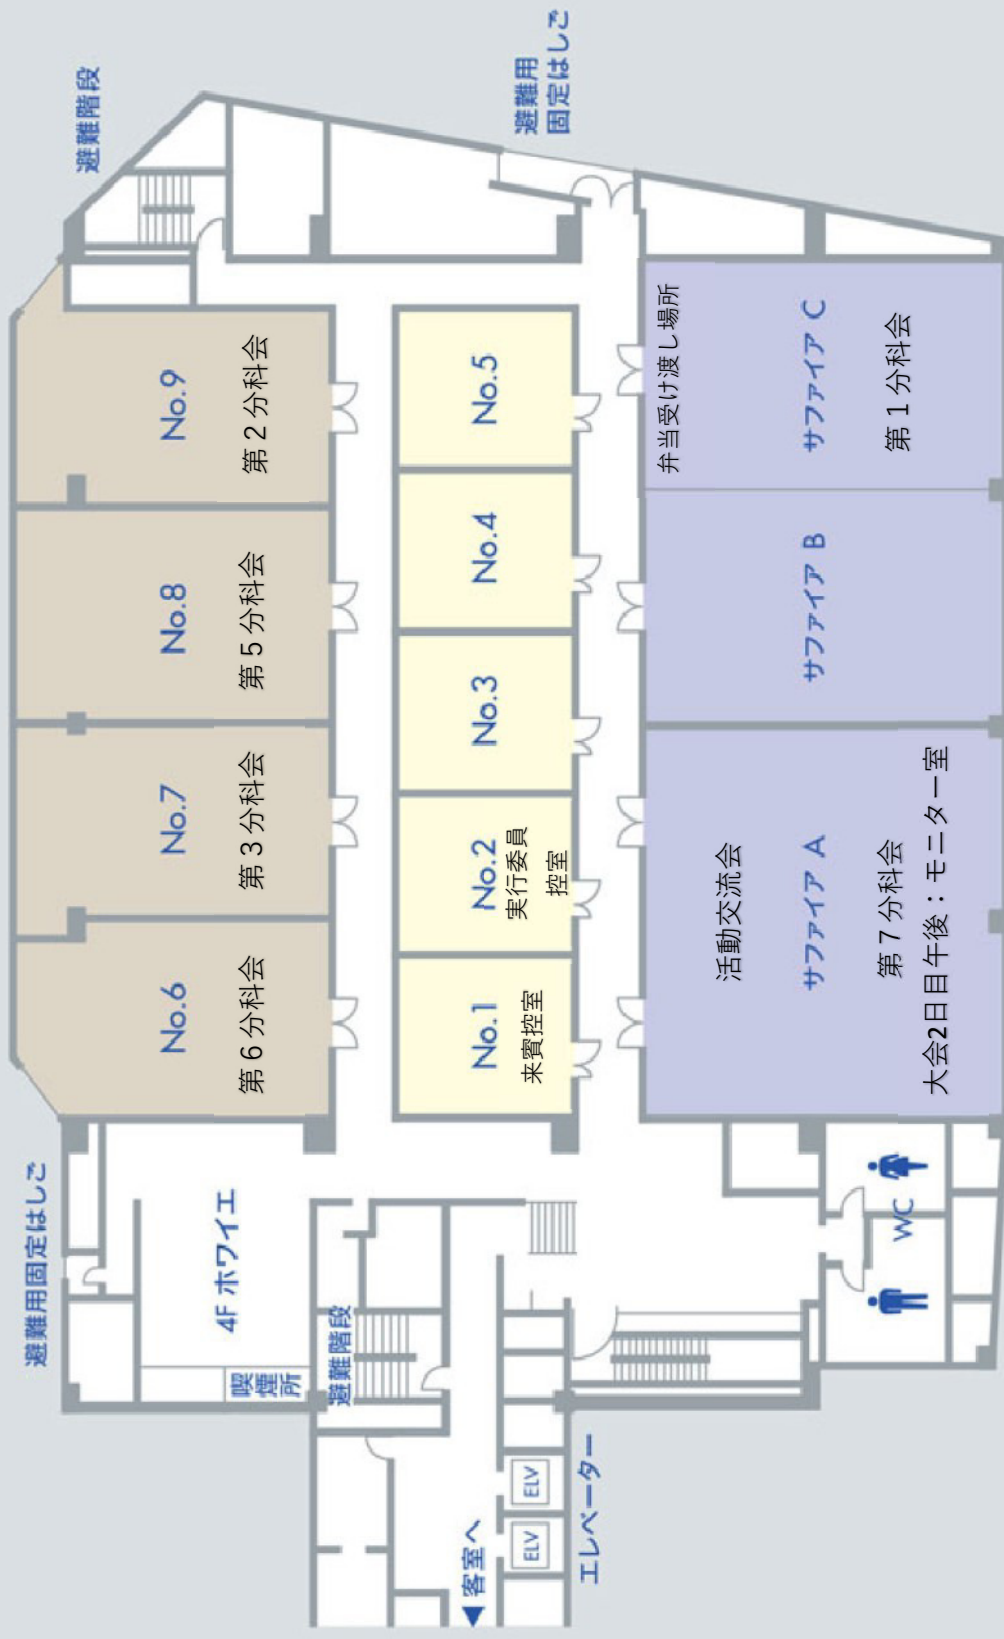 避難用固定はしご
避難階段
No.6
第６分科会
No.7
第３分科会
No.8
第５分科会
No.9
第２分科会
4F ホワイエ
喫煙所
避難階段
No.1
来賓控室
No.2
実行委員
控室
No.3
No.4
No.5
避難用
固定はしご
◀客室へ
ELV
ELV
エレベーター
活動交流会
サファイア A
第７分科会
大会2日目午後：モニター室
サファイア B
弁当受け渡し場所
サファイア C
第１分科会
WC